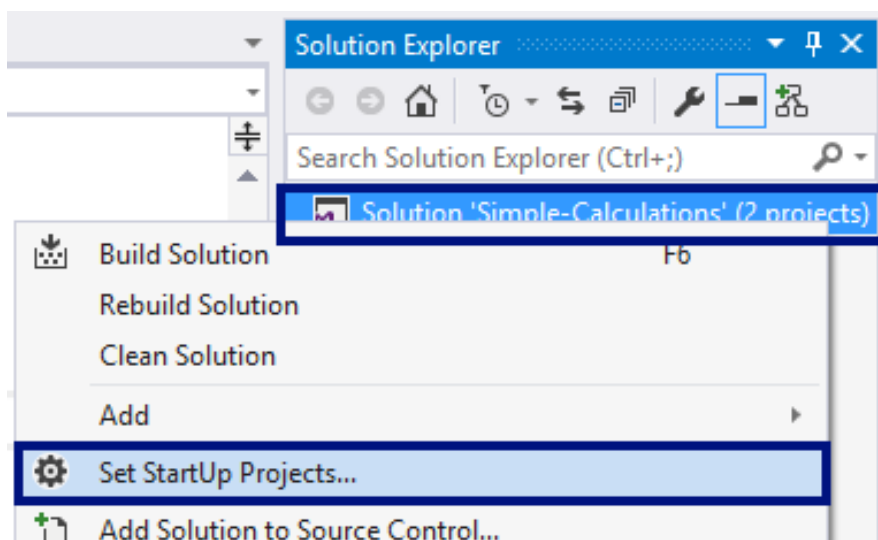 Solution Explorer
Search Solution Explorer (Ctrl+;)
Solution 'Simple-Calculations' (2 projects)
Build Solution F6
Rebuild Solution
Clean Solution
Add
Set StartUp Projects...
Add Solution to Source Control...